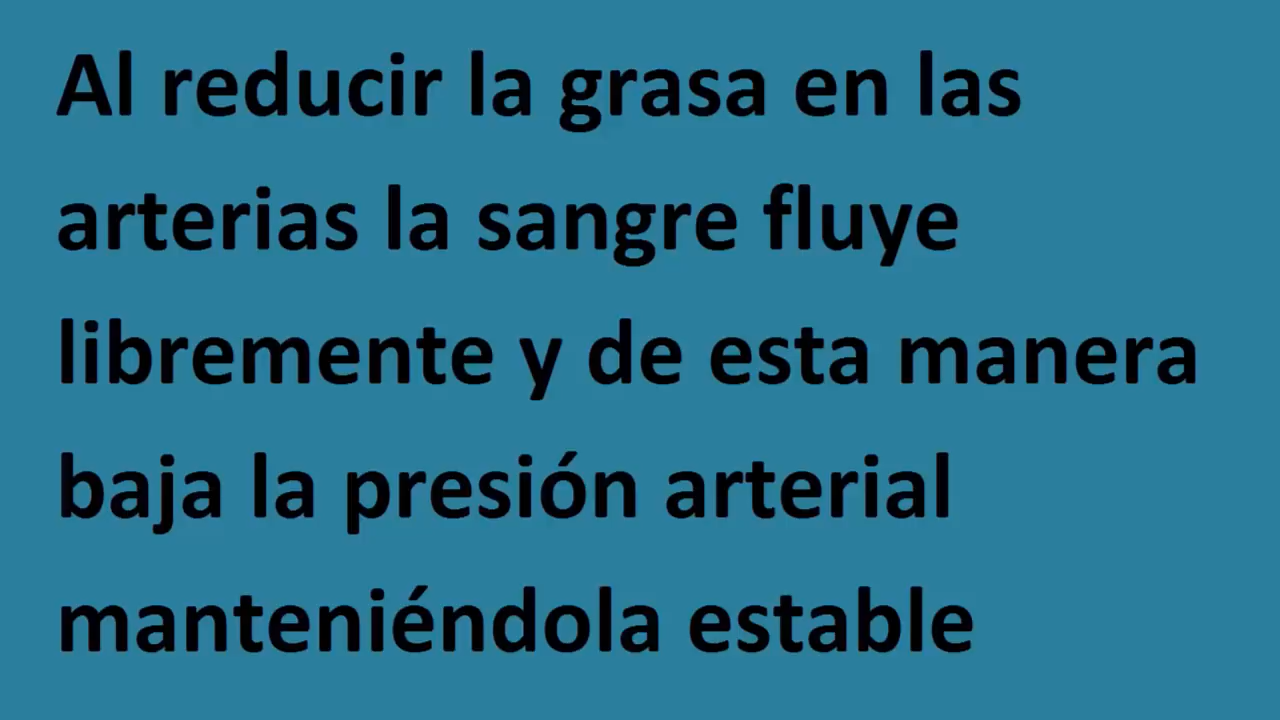 Al reducir la grasa en las
arterias la sangre fluye
libremente y de esta manera
baja la presión arterial
manteniéndola estable